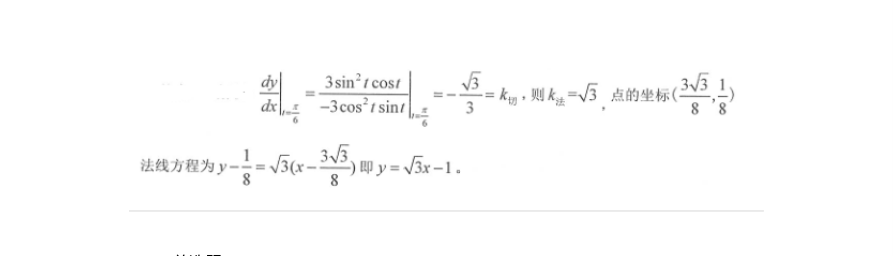 dy/dx|_{t=π/6} = 3sin²t cost/−3cos²t sint|_{t=π/6} = −√3/3 = k切，则k法=√3，点的坐标(3√3/8, 1/8)
法线方程为 y−1/8=√3(x−3√3/8) 即 y=√3x−1。